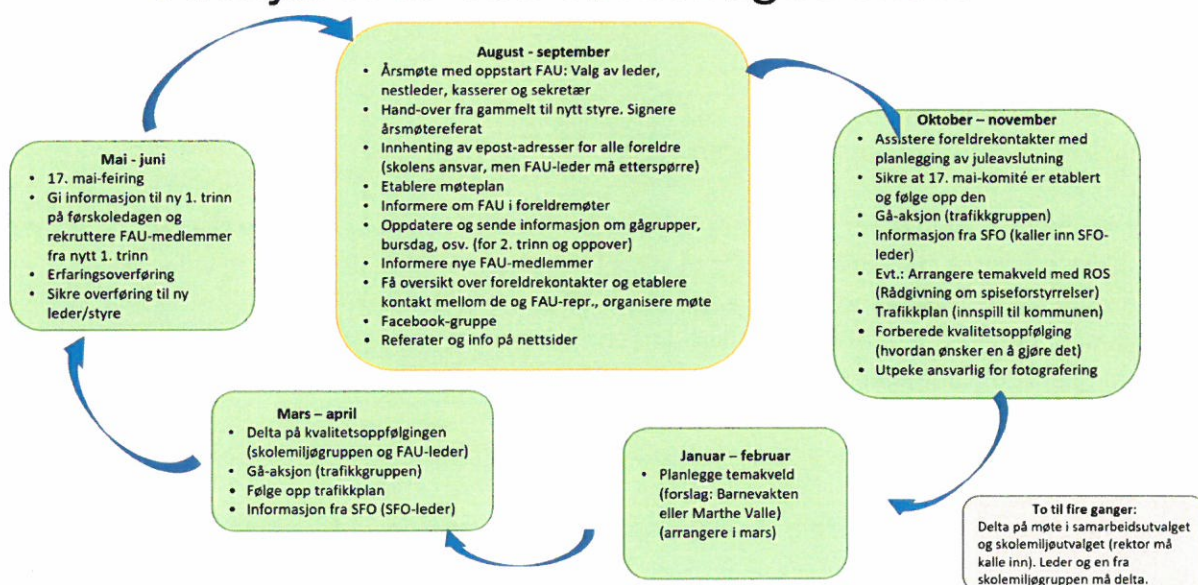 August - september
• Årsmøte med oppstart FAU: Valg av leder,
nestleder, kasserer og sekretær
• Hand-over fra gammelt til nytt styre. Signere
årsmøtereferat
• Innhenting av epost-adresser for alle foreldre
(skolens ansvar, men FAU-leder må etterspørre)
• Etablere møteplan
• Informere om FAU i foreldremøter
• Oppdatere og sende informasjon om gågrupper,
bursdag, osv. (for 2. trinn og oppover)
• Informere nye FAU-medlemmer
• Få oversikt over foreldrekontakter og etablere
kontakt mellom de og FAU-repr., organisere møte
• Facebook-gruppe
• Referater og info på nettsider
Oktober – november
• Assistere foreldrekontakter med
planlegging av juleavslutning
• Sikre at 17. mai-komité er etablert
og følge opp den
• Gå-aksjon (trafikkgruppen)
• Informasjon fra SFO (kaller inn SFO-
leder)
• Evt.: Arrangere temakveld med ROS
(Rådgivning om spiseforstyrrelser)
• Trafikkplan (innspill til kommunen)
• Forberede kvalitetsoppfølging
(hvordan ønsker en å gjøre det)
• Utpeke ansvarlig for fotografering
Januar – februar
• Planlegge temakveld
(forslag: Barnevakten
eller Marthe Valle)
(arrangere i mars)
Mars – april
• Delta på kvalitetsoppfølgingen
(skolemiljøgruppen og FAU-leder)
• Gå-aksjon (trafikkgruppen)
• Følge opp trafikkplan
• Informasjon fra SFO (SFO-leder)
Mai - juni
• 17. mai-feiring
• Gi informasjon til ny 1. trinn
på førskoledagen og
rekruttere FAU-medlemmer
fra nytt 1. trinn
• Erfaringsoverføring
• Sikre overføring til ny
leder/styre
To til fire ganger:
Delta på møte i samarbeidsutvalget
og skolemiljøutvalget (rektor må
kalle inn). Leder og en fra
skolemiljøgruppen må delta.